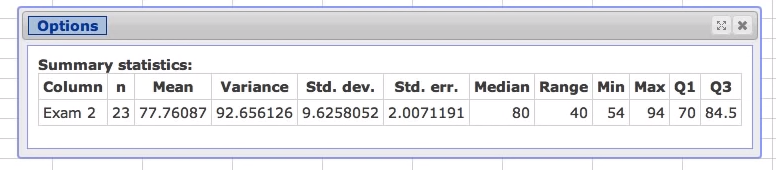 Options
Summary statistics:
Column n Mean Variance Std. dev. Std. err. Median Range Min Max Q1 Q3
Exam 2 23 77.76087 92.656126 9.6258052 2.0071191 80 40 54 94 70 84.5